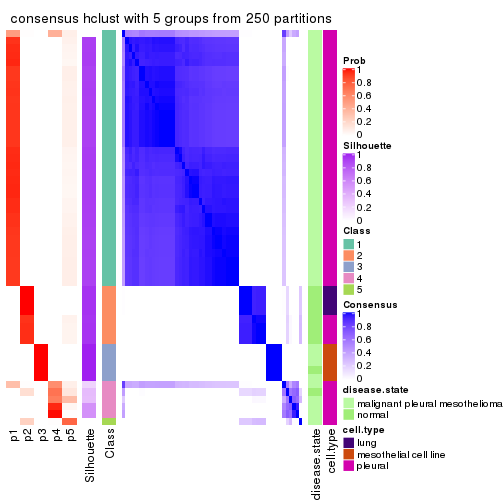 consensus hclust with 5 groups from 250 partitions
Prob
1
0.8
0.6
0.4
0.2
0
Silhouette
1
0.8
0.6
0.4
0.2
0
Class
1
2
3
4
5
Consensus
1
0.8
0.6
0.4
0.2
0
disease.state
malignant pleural mesothelioma
normal
cell.type
lung
mesothelial cell line
pleural
p1
p2
p3
p4
p5
Silhouette
Class
disease.state
cell.type